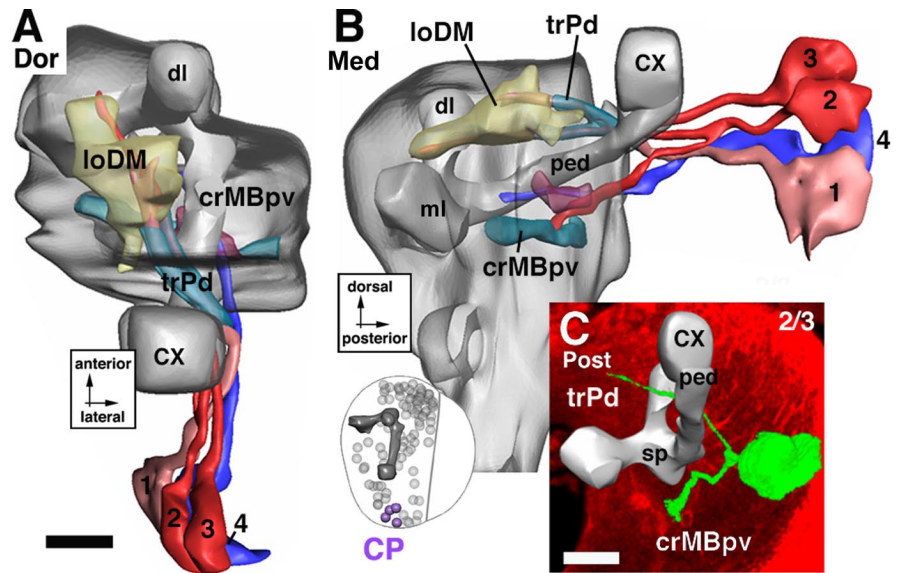 A
Dor
dl
loDM
crMBpv
trPd
CX
anterior
lateral
1
2
3
4
B
Med
loDM
trPd
CX
dl
ped
ml
crMBpv
3
2
4
1
dorsal
posterior
CP
C
2/3
CX
Post
ped
trPd
sp
crMBpv